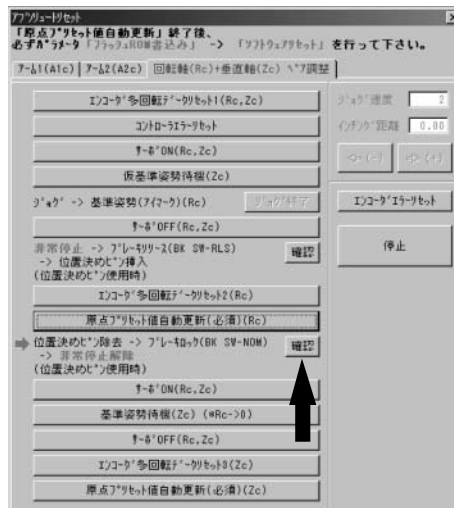 アブソリュートリセット
「原点プリセット値自動更新」終了後、
必ずパラメータ「フラッシュROM書込み」 -> 「ソフトウェアリセット」を行って下さい。
アーム1(A1c)
アーム2(A2c)
回転軸(Rc)+垂直軸(Zc) ペア調整
エンコーダ多回転データリセット1(Rc,Zc)
コントローラエラーリセット
サーボON(Rc,Zc)
仮基準姿勢待機(Zc)
ジョグ -> 基準姿勢(アイマーク)(Rc)
ジョグ終了
サーボOFF(Rc,Zc)
非常停止 -> ブレーキリリース(BK SW-RLS)
-> 位置決めピン挿入
(位置決めピン使用時)
確認
エンコーダ多回転データリセット2(Rc)
原点プリセット値自動更新(必須)(Rc)
位置決めピン除去 -> ブレーキロック(BK SW-NOM)
-> 非常停止解除
(位置決めピン使用時)
確認
サーボON(Rc,Zc)
基準姿勢待機(Zc) (*Rc->0)
サーボOFF(Rc,Zc)
エンコーダ多回転データリセット3(Zc)
原点プリセット値自動更新(必須)(Zc)
ジョグ速度 2
インチング距離 0.00
<-(-)
->(+)
エンコーダエラーリセット
停止